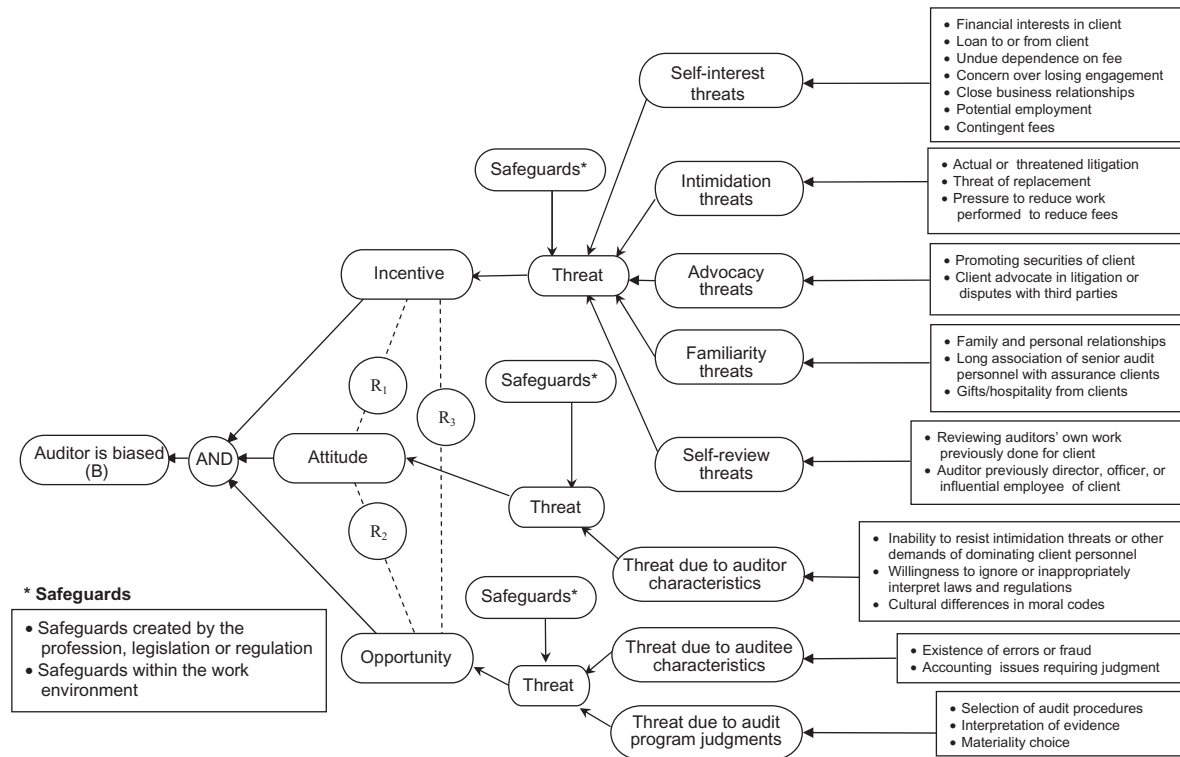 • Financial interests in client
• Loan to or from client
• Undue dependence on fee
• Concern over losing engagement
• Close business relationships
• Potential employment
• Contingent fees
Self-interest
threats
Safeguards*
Intimidation
threats
• Actual or threatened litigation
• Threat of replacement
• Pressure to reduce work
performed to reduce fees
Incentive
Threat
Advocacy
threats
• Promoting securities of client
• Client advocate in litigation or
disputes with third parties
Familiarity
threats
• Family and personal relationships
• Long association of senior audit
personnel with assurance clients
• Gifts/hospitality from clients
R1
R3
Safeguards*
Auditor is biased
(B)
AND
Attitude
Self-review
threats
• Reviewing auditors' own work
previously done for client
• Auditor previously director, officer, or
influential employee of client
Threat
R2
Threat due to auditor
characteristics
• Inability to resist intimidation threats or other
demands of dominating client personnel
• Willingness to ignore or inappropriately
interpret laws and regulations
• Cultural differences in moral codes
* Safeguards
• Safeguards created by the
profession, legislation or regulation
• Safeguards within the work
environment
Safeguards*
Opportunity
Threat
Threat due to auditee
characteristics
• Existence of errors or fraud
• Accounting issues requiring judgment
Threat due to audit
program judgments
• Selection of audit procedures
• Interpretation of evidence
• Materiality choice